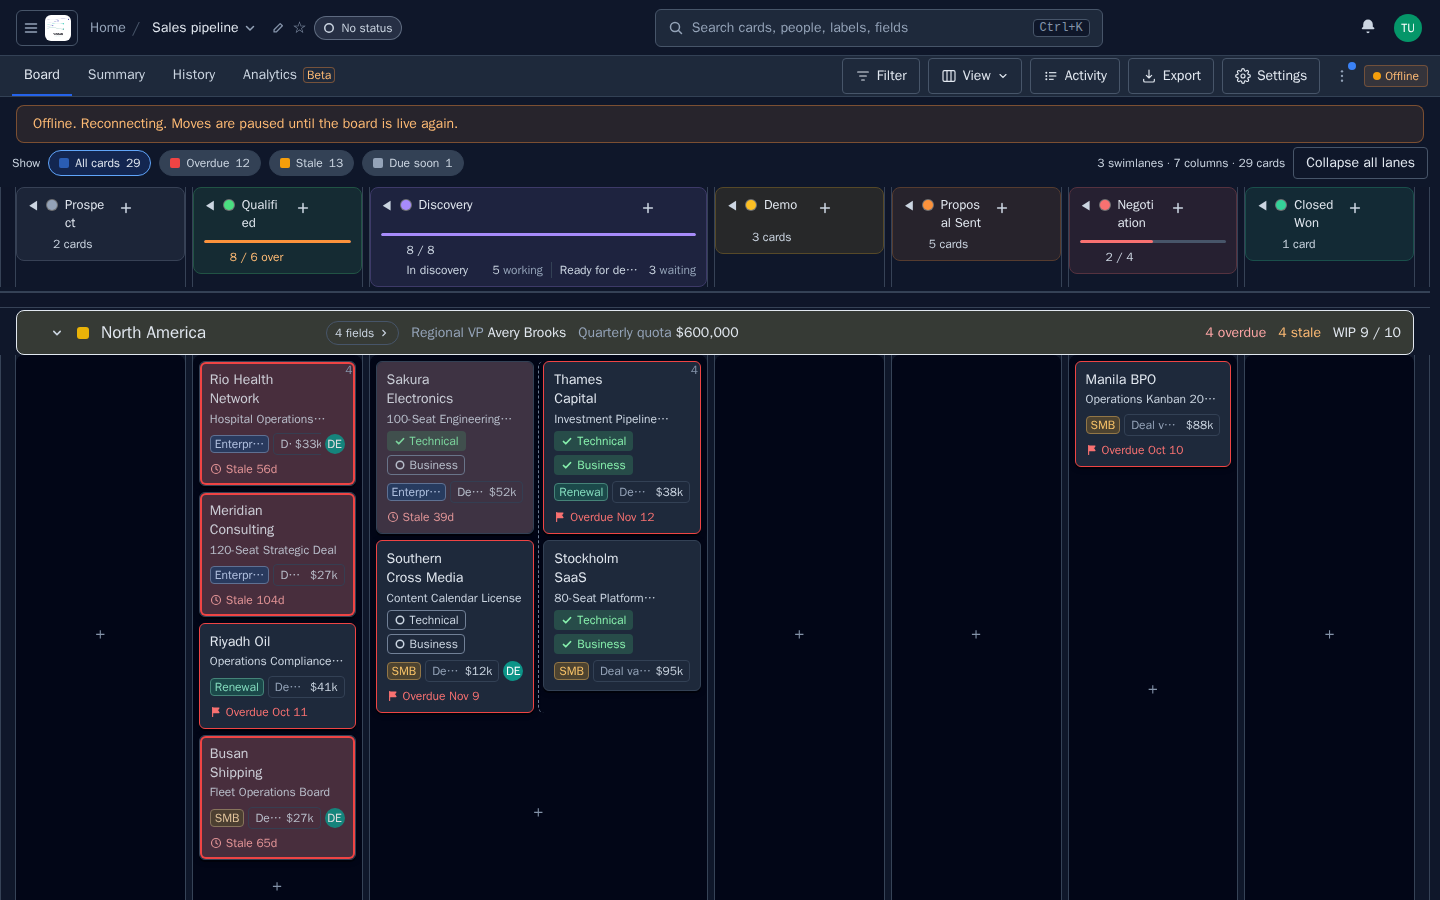 Home / Sales pipeline No status
Search cards, people, labels, fields Ctrl+K
TU
Board Summary History Analytics Beta
Filter View Activity Export Settings Offline
Offline. Reconnecting. Moves are paused until the board is live again.
Show All cards 29 Overdue 12 Stale 13 Due soon 1
3 swimlanes · 7 columns · 29 cards Collapse all lanes
Prospe
ct
2 cards
Qualifi
ed
8 / 6 over
Discovery
8 / 8
In discovery 5 working Ready for de··· 3 waiting
Demo
3 cards
Propos
al Sent
5 cards
Negoti
ation
2 / 4
Closed
Won
1 card
North America 4 fields Regional VP Avery Brooks Quarterly quota $600,000 4 overdue 4 stale WIP 9 / 10
4
Rio Health
Network
Hospital Operations···
Enterpr··· D· $33k DE
Stale 56d
Meridian
Consulting
120-Seat Strategic Deal
Enterpr··· D··· $27k
Stale 104d
Riyadh Oil
Operations Compliance···
Renewal De··· $41k
Overdue Oct 11
Busan
Shipping
Fleet Operations Board
SMB De··· $27k DE
Stale 65d
Sakura
Electronics
100-Seat Engineering···
Technical
Business
Enterpr··· De··· $52k
Stale 39d
Southern
Cross Media
Content Calendar License
Technical
Business
SMB De··· $12k DE
Overdue Nov 9
4
Thames
Capital
Investment Pipeline···
Technical
Business
Renewal De··· $38k
Overdue Nov 12
Stockholm
SaaS
80-Seat Platform···
Technical
Business
SMB Deal va··· $95k
Manila BPO
Operations Kanban 20···
SMB Deal v··· $88k
Overdue Oct 10